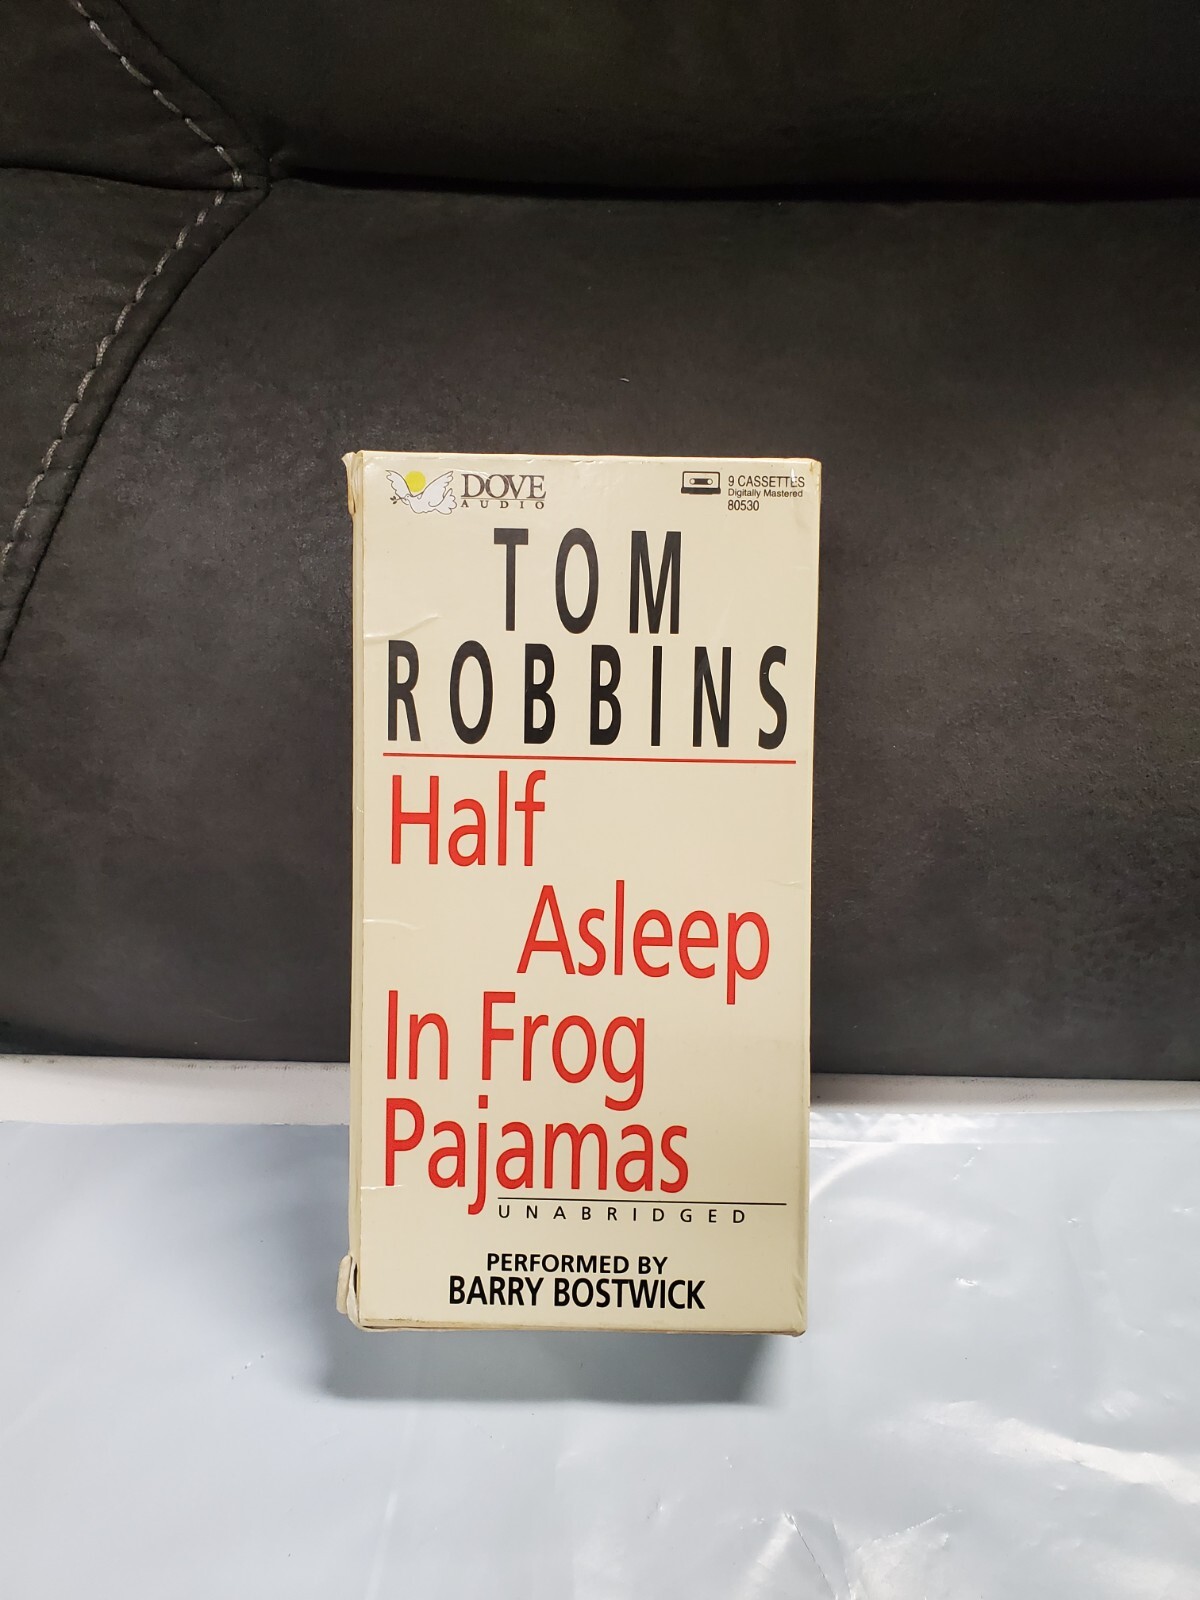 DOVE
AUDIO
9 CASSETTES
Digitally Mastered
80530
TOM
ROBBINS
Half
Asleep
In Frog
Pajamas
UNABRIDGED
PERFORMED BY
BARRY BOSTWICK